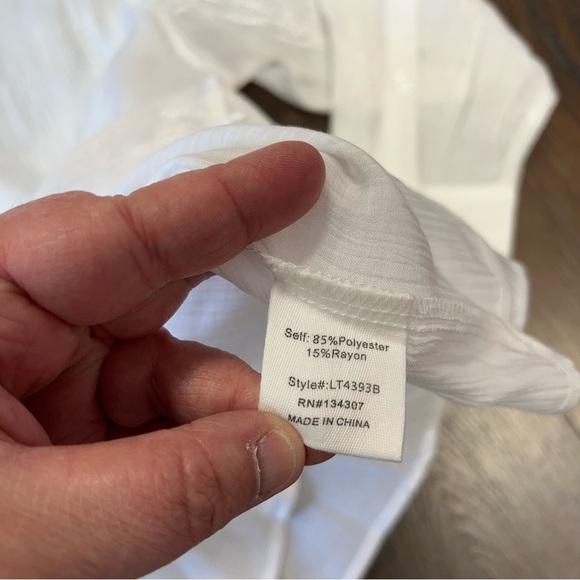 Self: 85%Polyester
15%Rayon
Style#:LT4393B
RN#134307
MADE IN CHINA